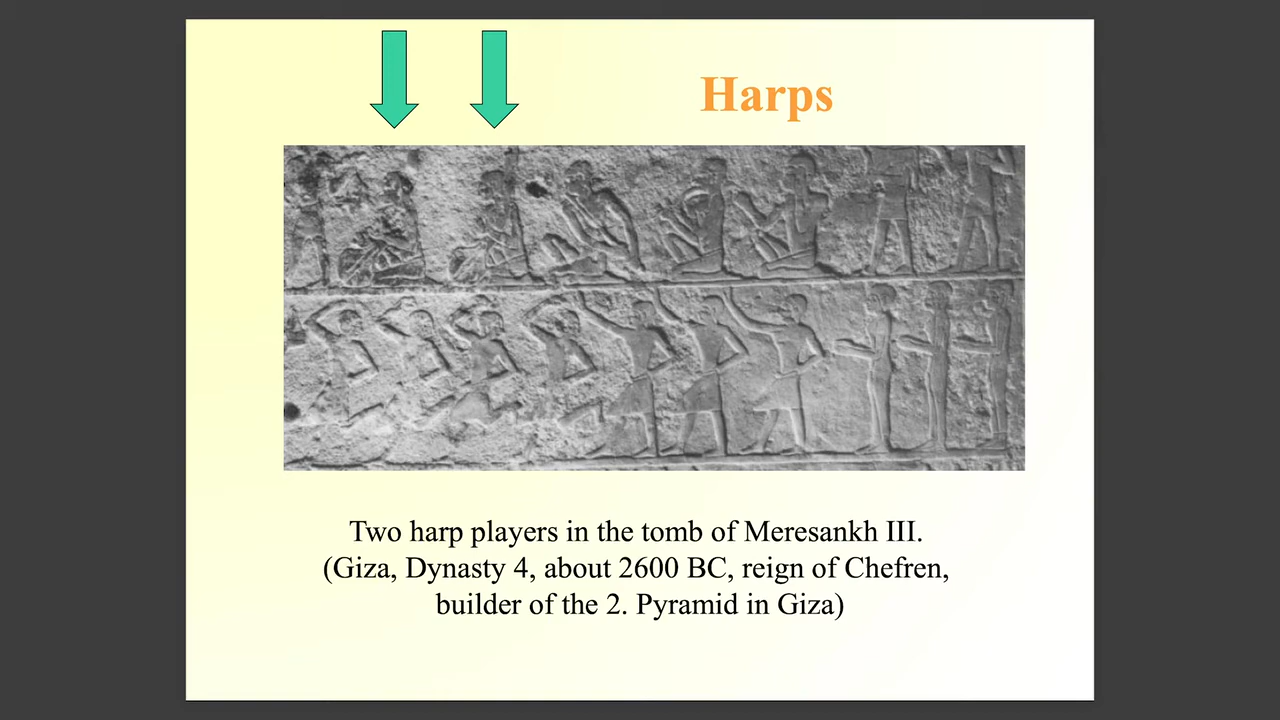 Harps
Two harp players in the tomb of Meresankh III.
(Giza, Dynasty 4, about 2600 BC, reign of Chefren,
builder of the 2. Pyramid in Giza)